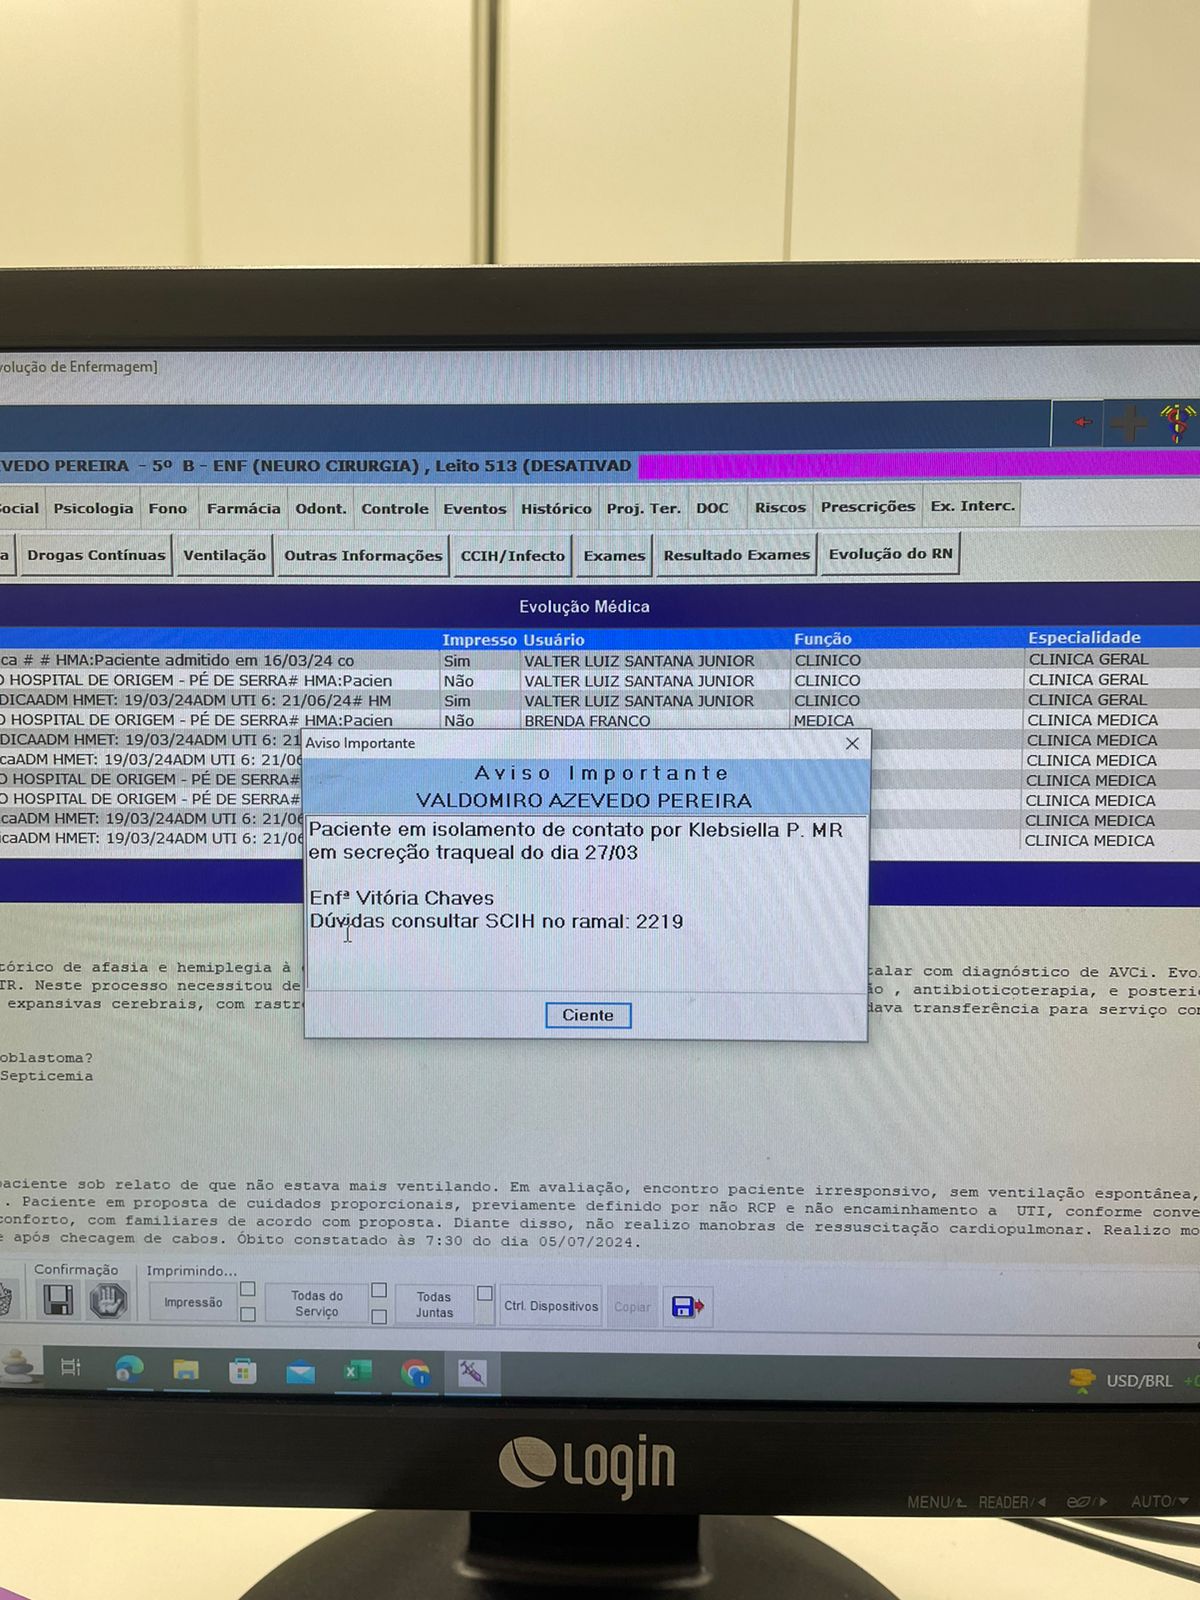 volução de Enfermagem]
VEDO PEREIRA - 5º B - ENF (NEURO CIRURGIA) , Leito 513 (DESATIVAD
ocial Psicologia Fono Farmácia Odont. Controle Eventos Histórico Proj. Ter. DOC Riscos Prescrições Ex. Interc.
a Drogas Contínuas Ventilação Outras Informações CCIH/Infecto Exames Resultado Exames Evolução do RN
Evolução Médica
Impresso Usuário Função Especialidade
ca # # HMA:Paciente admitido em 16/03/24 co Sim VALTER LUIZ SANTANA JUNIOR CLINICO CLINICA GERAL
O HOSPITAL DE ORIGEM - PÉ DE SERRA# HMA:Pacien Não VALTER LUIZ SANTANA JUNIOR CLINICO CLINICA GERAL
DICAADM HMET: 19/03/24ADM UTI 6: 21/06/24# HM Sim VALTER LUIZ SANTANA JUNIOR CLINICO CLINICA GERAL
O HOSPITAL DE ORIGEM - PÉ DE SERRA# HMA:Pacien Não BRENDA FRANCO MEDICA CLINICA MEDICA
DICAADM HMET: 19/03/24ADM UTI 6: 21 CLINICA MEDICA
caADM HMET: 19/03/24ADM UTI 6: 21/06 CLINICA MEDICA
O HOSPITAL DE ORIGEM - PÉ DE SERRA# CLINICA MEDICA
O HOSPITAL DE ORIGEM - PÉ DE SERRA# CLINICA MEDICA
caADM HMET: 19/03/24ADM UTI 6: 21/06 CLINICA MEDICA
caADM HMET: 19/03/24ADM UTI 6: 21/06 CLINICA MEDICA
Aviso Importante
Aviso Importante
VALDOMIRO AZEVEDO PEREIRA
Paciente em isolamento de contato por Klebsiella P. MR
em secreção traqueal do dia 27/03
Enfª Vitória Chaves
Dúvidas consultar SCIH no ramal: 2219
Ciente
tórico de afasia e hemiplegia à talar com diagnóstico de AVCi. Evo
TR. Neste processo necessitou de ão , antibioticoterapia, e posteri
expansivas cerebrais, com rastr dava transferência para serviço co
oblastoma?
Septicemia
paciente sob relato de que não estava mais ventilando. Em avaliação, encontro paciente irresponsivo, sem ventilação espontânea,
. Paciente em proposta de cuidados proporcionais, previamente definido por não RCP e não encaminhamento a UTI, conforme conve
conforto, com familiares de acordo com proposta. Diante disso, não realizo manobras de ressuscitação cardiopulmonar. Realizo mo
e após checagem de cabos. Óbito constatado às 7:30 do dia 05/07/2024.
Confirmação Imprimindo...
Impressão Todas do Serviço Todas Juntas Ctrl. Dispositivos Copiar
USD/BRL +0
Login
MENU/ READER/ AUTO/